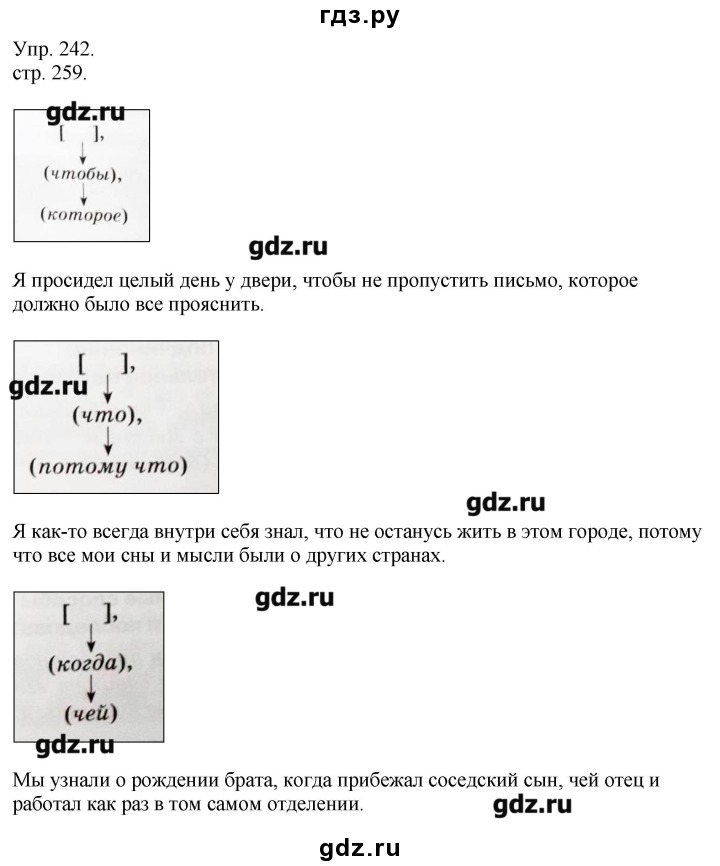 гдз.ру
Упр. 242.
стр. 259.
gdz.ru
[ ],
(чтобы),
(которое)
gdz.ru
Я просидел целый день у двери, чтобы не пропустить письмо, которое
должно было все прояснить.
[ ],
gdz.ru
(что),
(потому что)
gdz.ru
Я как-то всегда внутри себя знал, что не останусь жить в этом городе, потому
что все мои сны и мысли были о других странах.
gdz.ru
[ ],
(когда),
(чей)
gdz.ru
Мы узнали о рождении брата, когда прибежал соседский сын, чей отец и
работал как раз в том самом отделении.
gdz.ru
gdz.ru